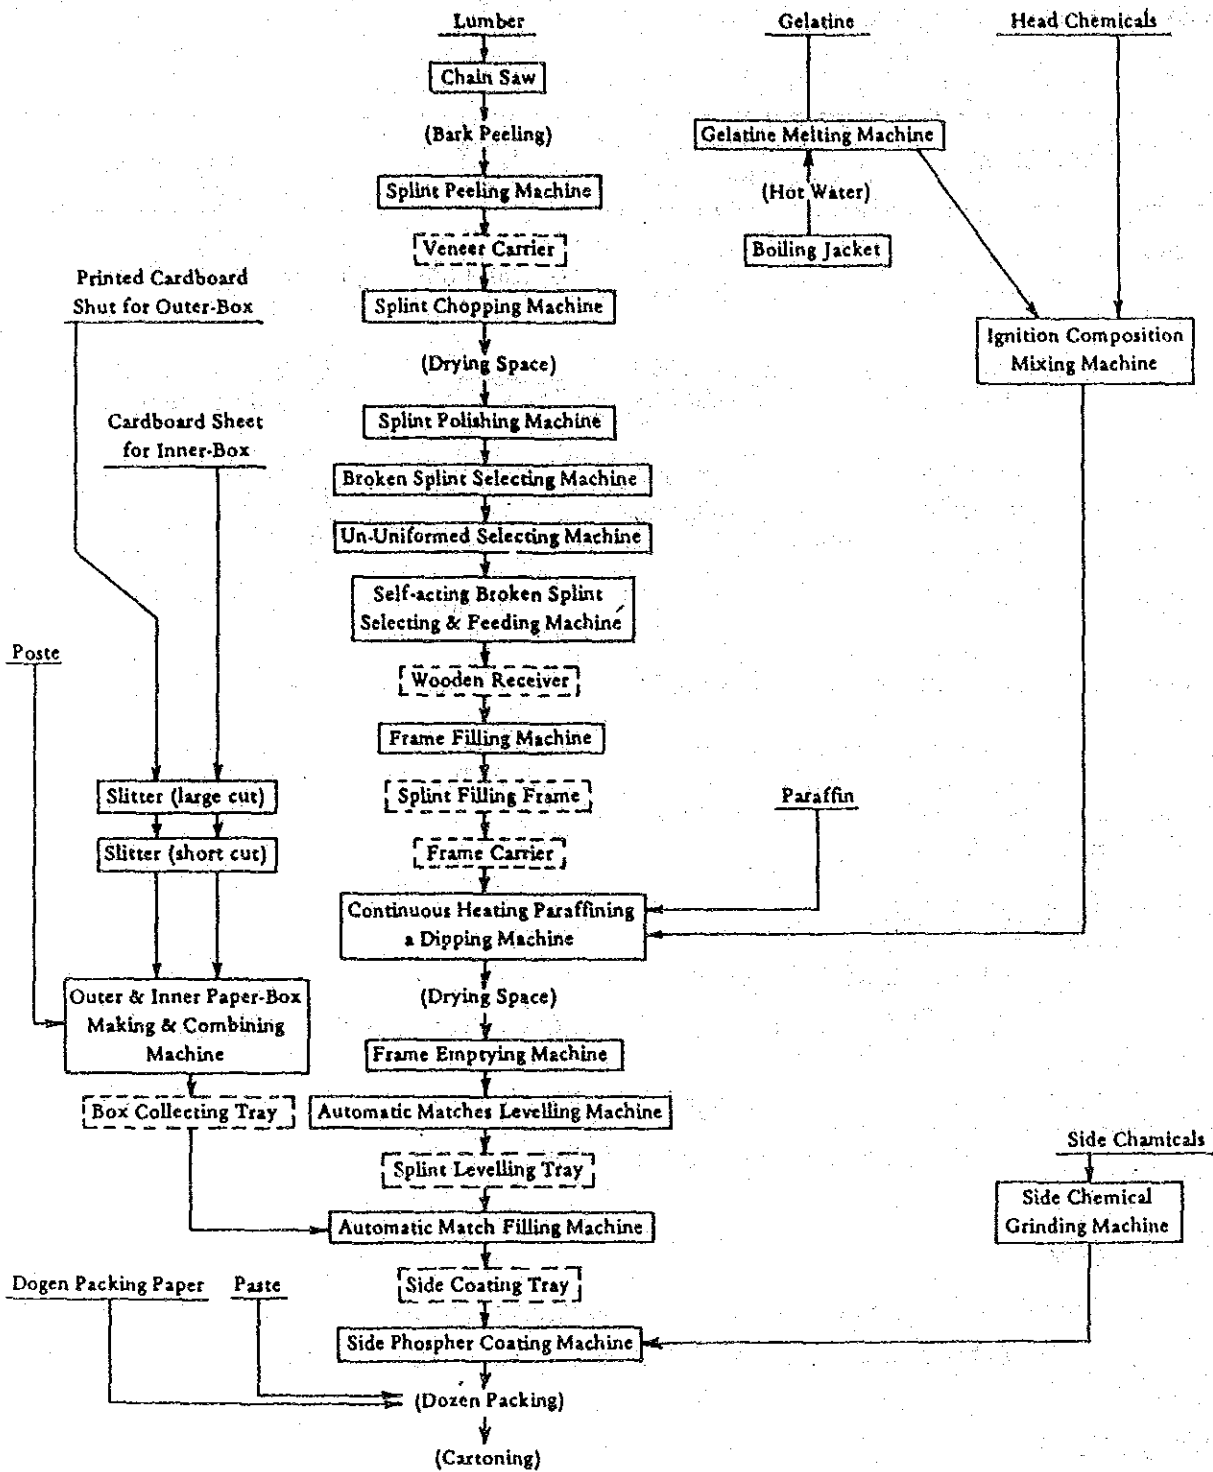 Lumber
Gelatine
Head Chemicals
Chain Saw
(Bark Peeling)
Gelatine Melting Machine
Splint Peeling Machine
(Hot Water)
Veneer Carrier
Boiling Jacket
Printed Cardboard
Shut for Outer-Box
Splint Chopping Machine
Ignition Composition
Mixing Machine
(Drying Space)
Cardboard Sheet
for Inner-Box
Splint Polishing Machine
Broken Splint Selecting Machine
Un-Uniformed Selecting Machine
Self-acting Broken Splint
Selecting & Feeding Machine
Poste
Wooden Receiver
Frame Filling Machine
Slitter (large cut)
Splint Filling Frame
Paraffin
Slitter (short cut)
Frame Carrier
Continuous Heating Paraffining
a Dipping Machine
Outer & Inner Paper-Box
Making & Combining
Machine
(Drying Space)
Frame Emptying Machine
Box Collecting Tray
Automatic Matches Levelling Machine
Side Chamicals
Splint Levelling Tray
Side Chemical
Grinding Machine
Automatic Match Filling Machine
Dogen Packing Paper
Paste
Side Coating Tray
Side Phospher Coating Machine
(Dozen Packing)
(Cartoning)